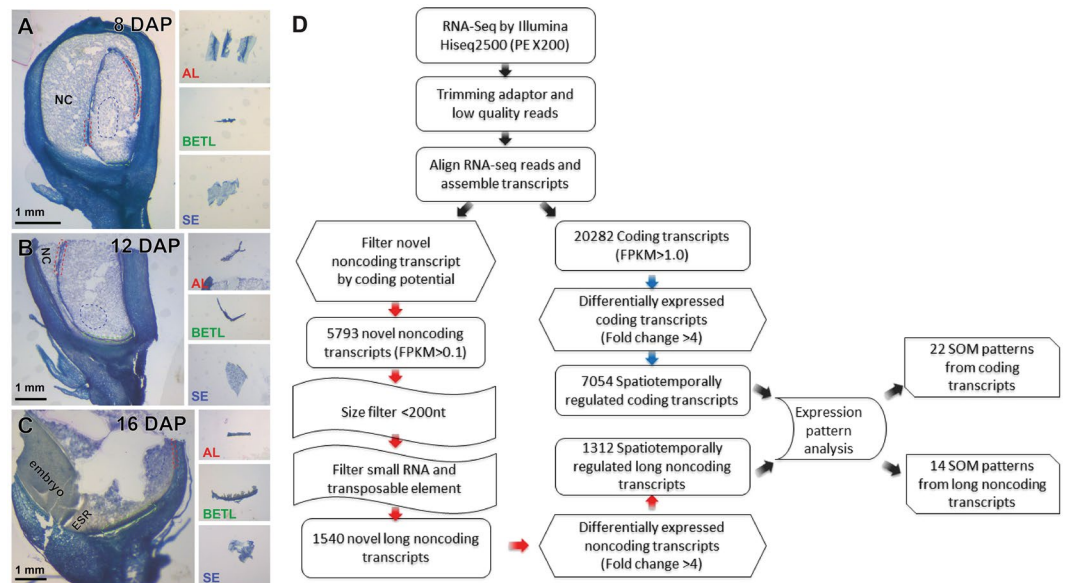 A
8 DAP
NC
1 mm
AL
BETL
SE
B
12 DAP
NC
1 mm
AL
BETL
SE
C
16 DAP
embryo
ESR
1 mm
AL
BETL
SE
D
RNA-Seq by Illumina
Hiseq2500 (PE X200)
Trimming adaptor and
low quality reads
Align RNA-seq reads and
assemble transcripts
Filter novel
noncoding transcript
by coding potential
5793 novel noncoding
transcripts (FPKM>0.1)
Size filter <200nt
Filter small RNA and
transposable element
1540 novel long noncoding
transcripts
20282 Coding transcripts
(FPKM>1.0)
Differentially expressed
coding transcripts
(Fold change >4)
7054 Spatiotemporally
regulated coding transcripts
1312 Spatiotemporally
regulated long noncoding
transcripts
Differentially expressed
noncoding transcripts
(Fold change >4)
Expression
pattern
analysis
22 SOM patterns
from coding
transcripts
14 SOM patterns
from long noncoding
transcripts